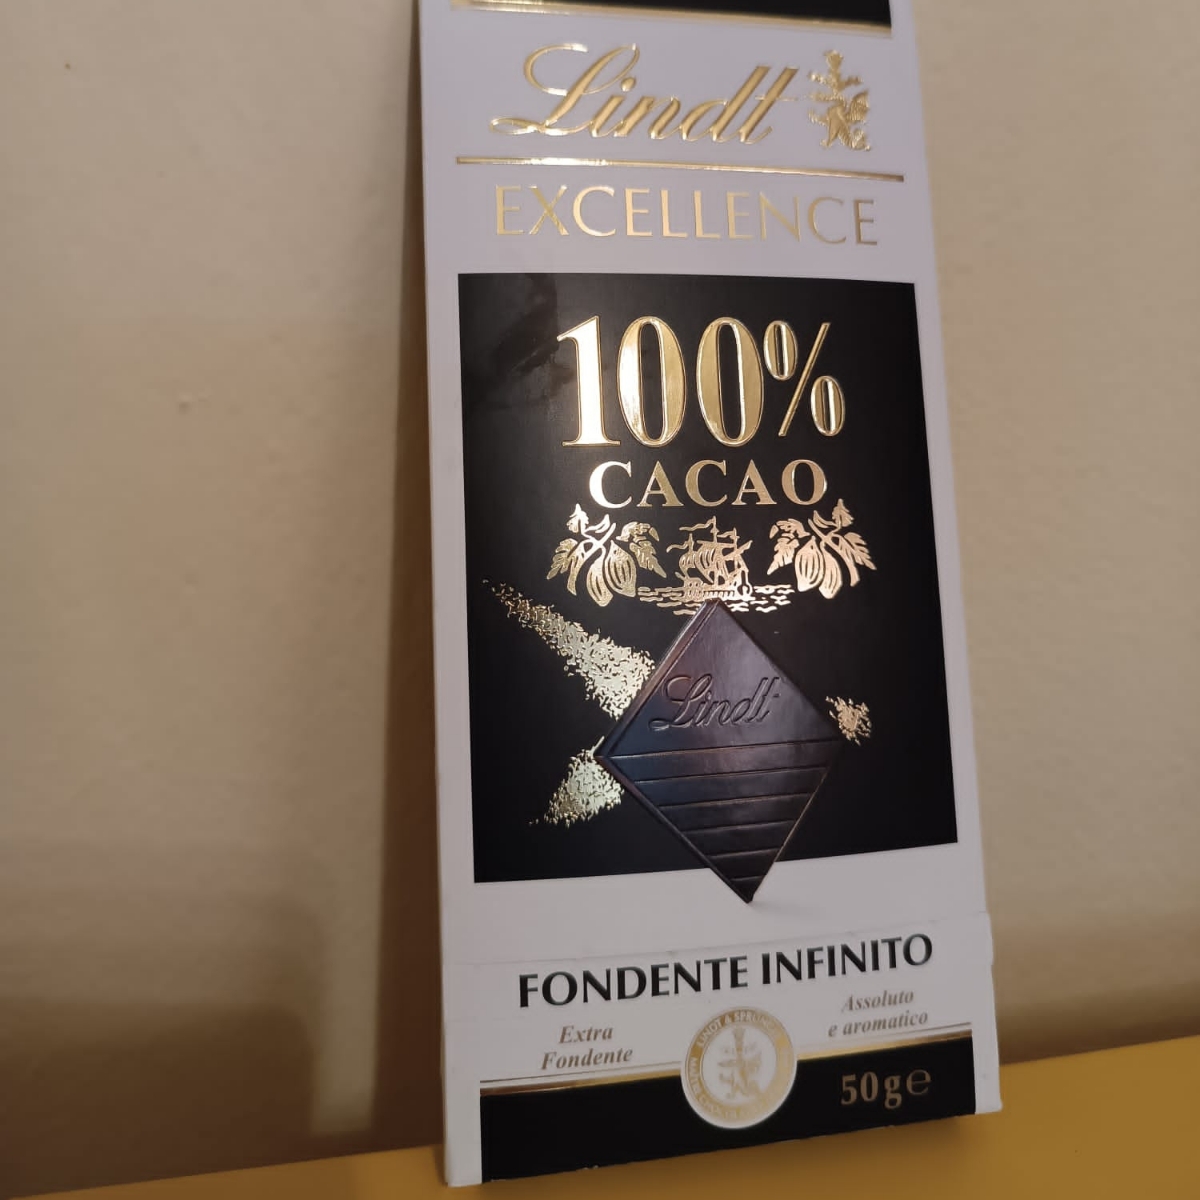 Lindt
EXCELLENCE
100%
CACAO
Lindt
FONDENTE INFINITO
Extra
Fondente
Assoluto
e aromatico
50g℮